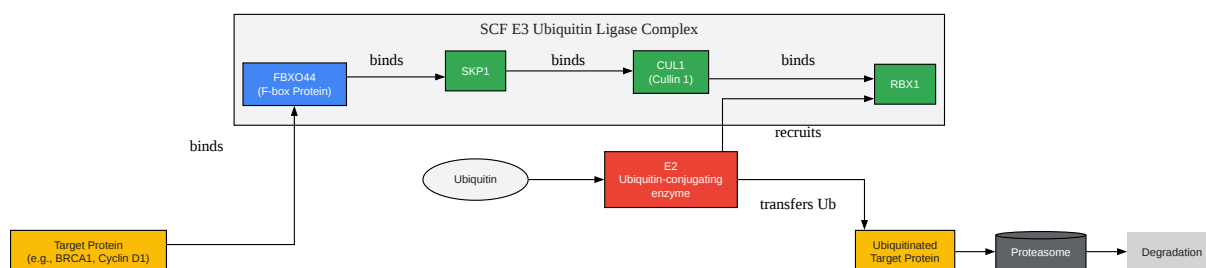 SCF E3 Ubiquitin Ligase Complex
binds
binds
binds
FBXO44
(F-box Protein)
SKP1
CUL1
(Cullin 1)
RBX1
binds
recruits
Ubiquitin
E2
Ubiquitin-conjugating
enzyme
transfers Ub
Target Protein
(e.g., BRCA1, Cyclin D1)
Ubiquitinated
Target Protein
Proteasome
Degradation